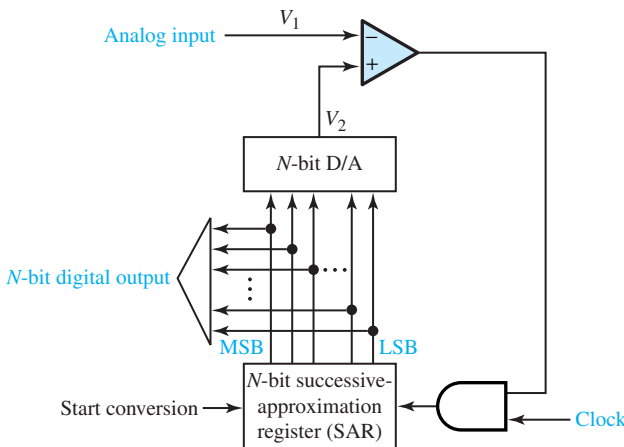 V1
Analog input
−
+
V2
N-bit D/A
N-bit digital output
MSB
LSB
N-bit successive-
approximation
register (SAR)
Start conversion
Clock